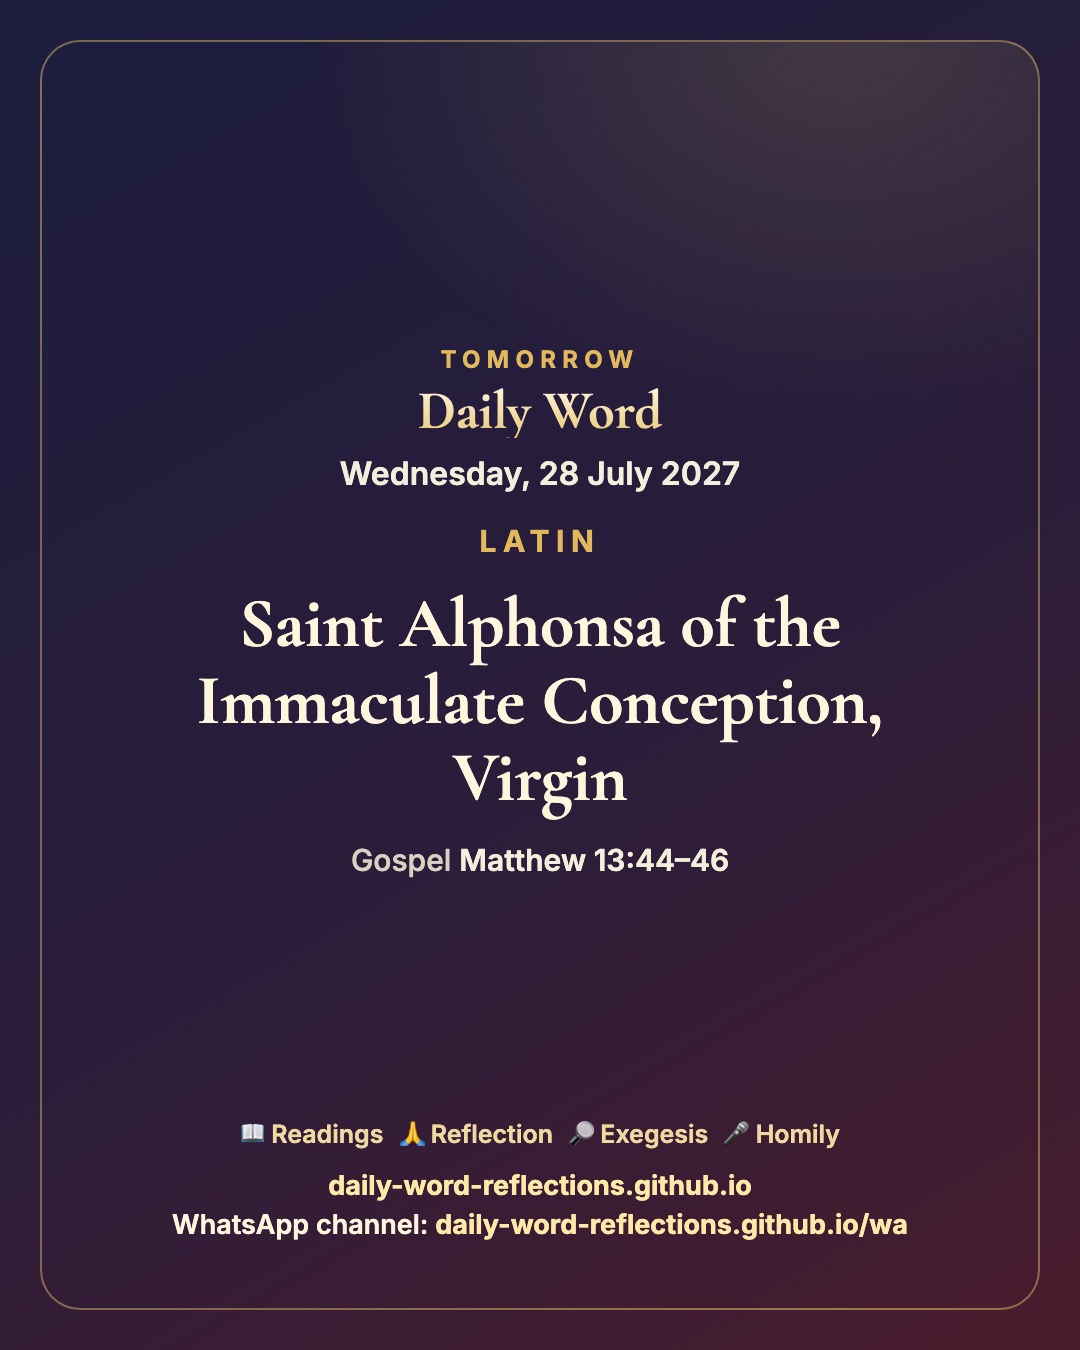 TOMORROW
Daily Word
Wednesday, 28 July 2027
LATIN
Saint Alphonsa of the
Immaculate Conception,
Virgin
Gospel Matthew 13:44–46
📖 Readings 🙏 Reflection 🔎 Exegesis 🎤 Homily
daily-word-reflections.github.io
WhatsApp channel: daily-word-reflections.github.io/wa